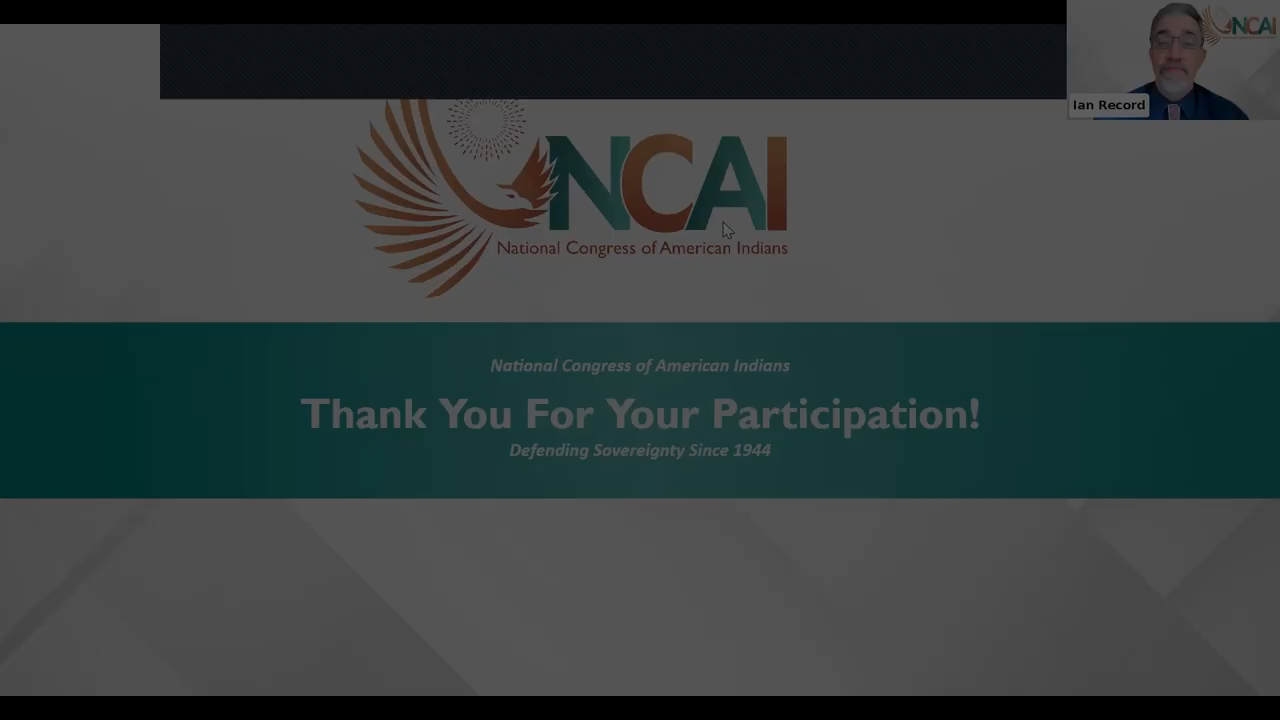 NCAI
Ian Record
NCAI
National Congress of American Indians
National Congress of American Indians
Thank You For Your Participation!
Defending Sovereignty Since 1944